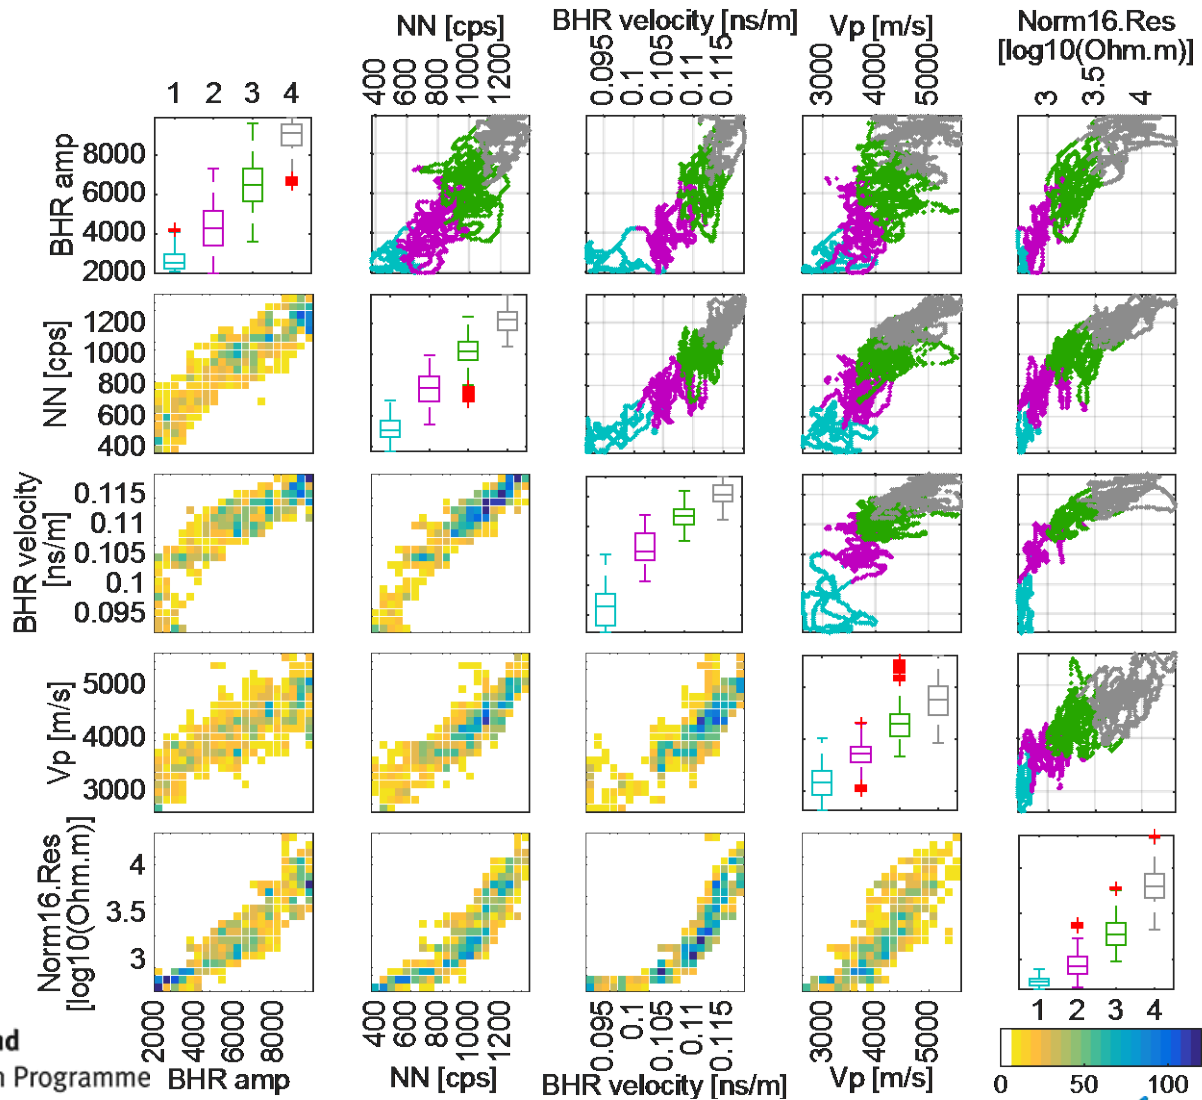 NN [cps]
BHR velocity [ns/m]
Vp [m/s]
Norm16.Res
[log10(Ohm.m)]
400 600 800 1000 1200
0.095 0.1 0.105 0.11 0.115
3000 4000 5000
3 3.5 4
1 2 3 4
BHR amp
8000
6000
4000
2000
NN [cps]
1200
1000
800
600
400
BHR velocity
[ns/m]
0.115
0.11
0.105
0.1
0.095
Vp [m/s]
5000
4000
3000
Norm16.Res
[log10(Ohm.m)]
4
3.5
3
1 2 3 4
2000 4000 6000 8000
400 600 800 1000 1200
0.095 0.1 0.105 0.11 0.115
3000 4000 5000
BHR amp
NN [cps]
BHR velocity [ns/m]
Vp [m/s]
0 50 100
nd
n Programme